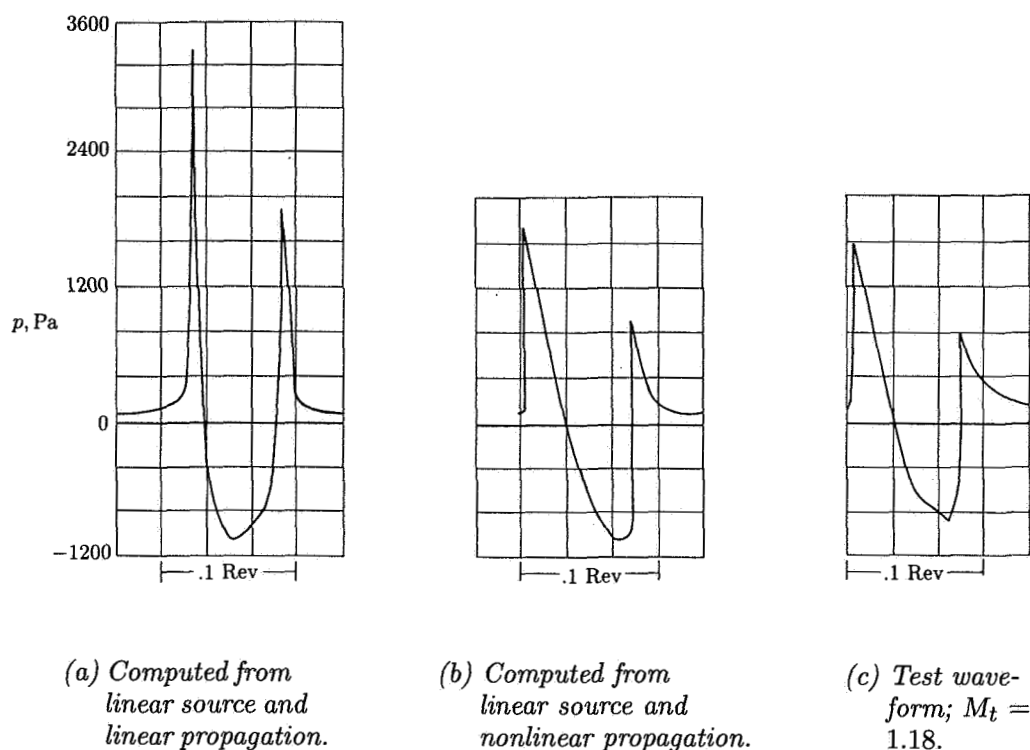 3600
2400
1200
p, Pa
0
−1200
.1 Rev
.1 Rev
.1 Rev
(a) Computed from
linear source and
linear propagation.
(b) Computed from
linear source and
nonlinear propagation.
(c) Test wave-
form; M_t =
1.18.